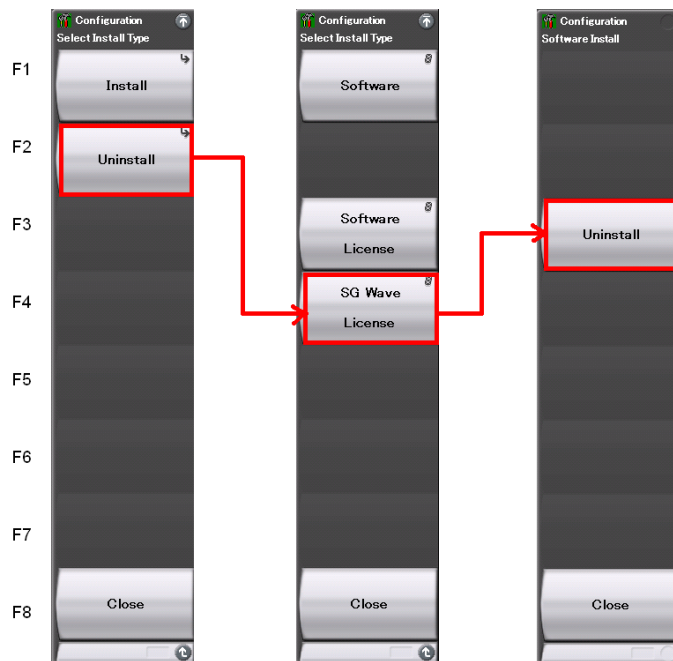 Configuration
Select Install Type
F1
Install
F2
Uninstall
F3
F4
F5
F6
F7
F8
Close
Configuration
Select Install Type
Software
Software
License
SG Wave
License
Close
Configuration
Software Install
Uninstall
Close